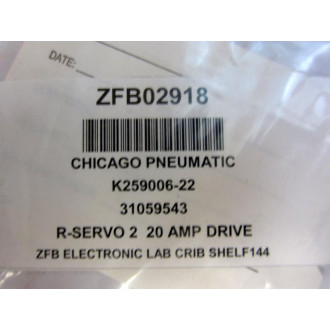 DATE:
ZFB02918
CHICAGO PNEUMATIC
K259006-22
31059543
R-SERVO 2 20 AMP DRIVE
ZFB ELECTRONIC LAB CRIB SHELF144